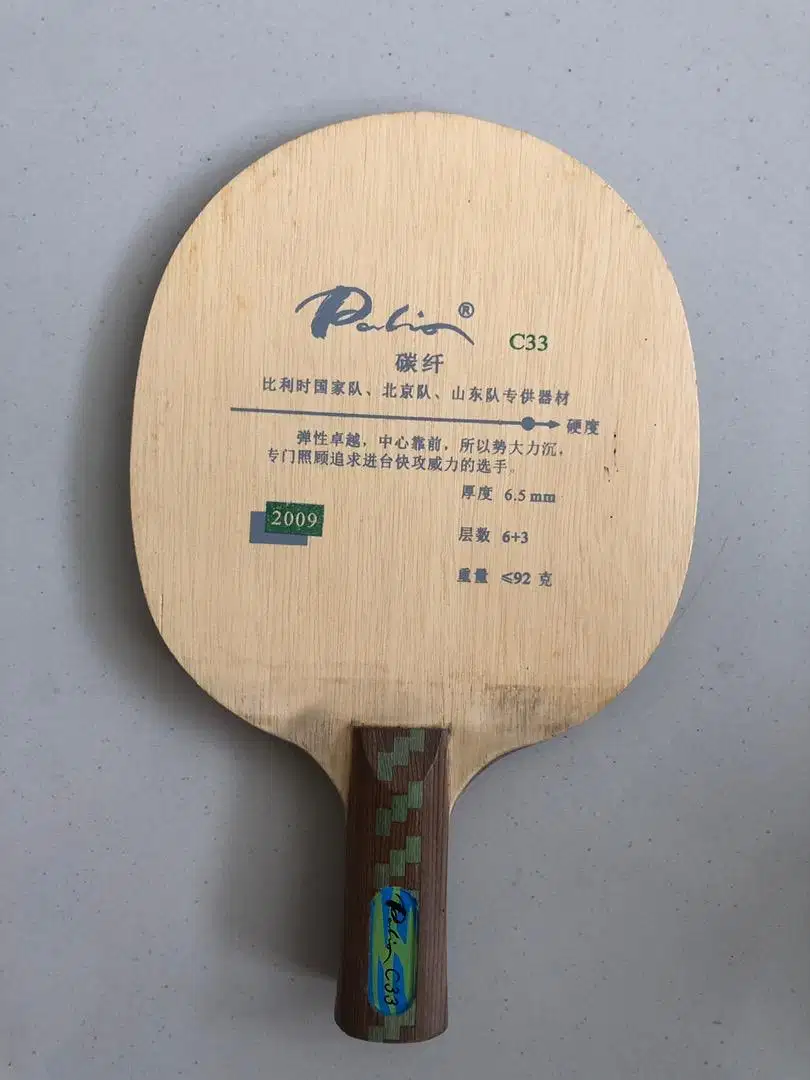 Palio®
C33
碳纤
比利时国家队、北京队、山东队专供器材
硬度
弹性卓越，中心靠前，所以势大力沉，
专门照顾追求进台快攻威力的选手。
厚度 6.5 mm
2009
层数 6+3
重量 ≤92 克
Palio C33